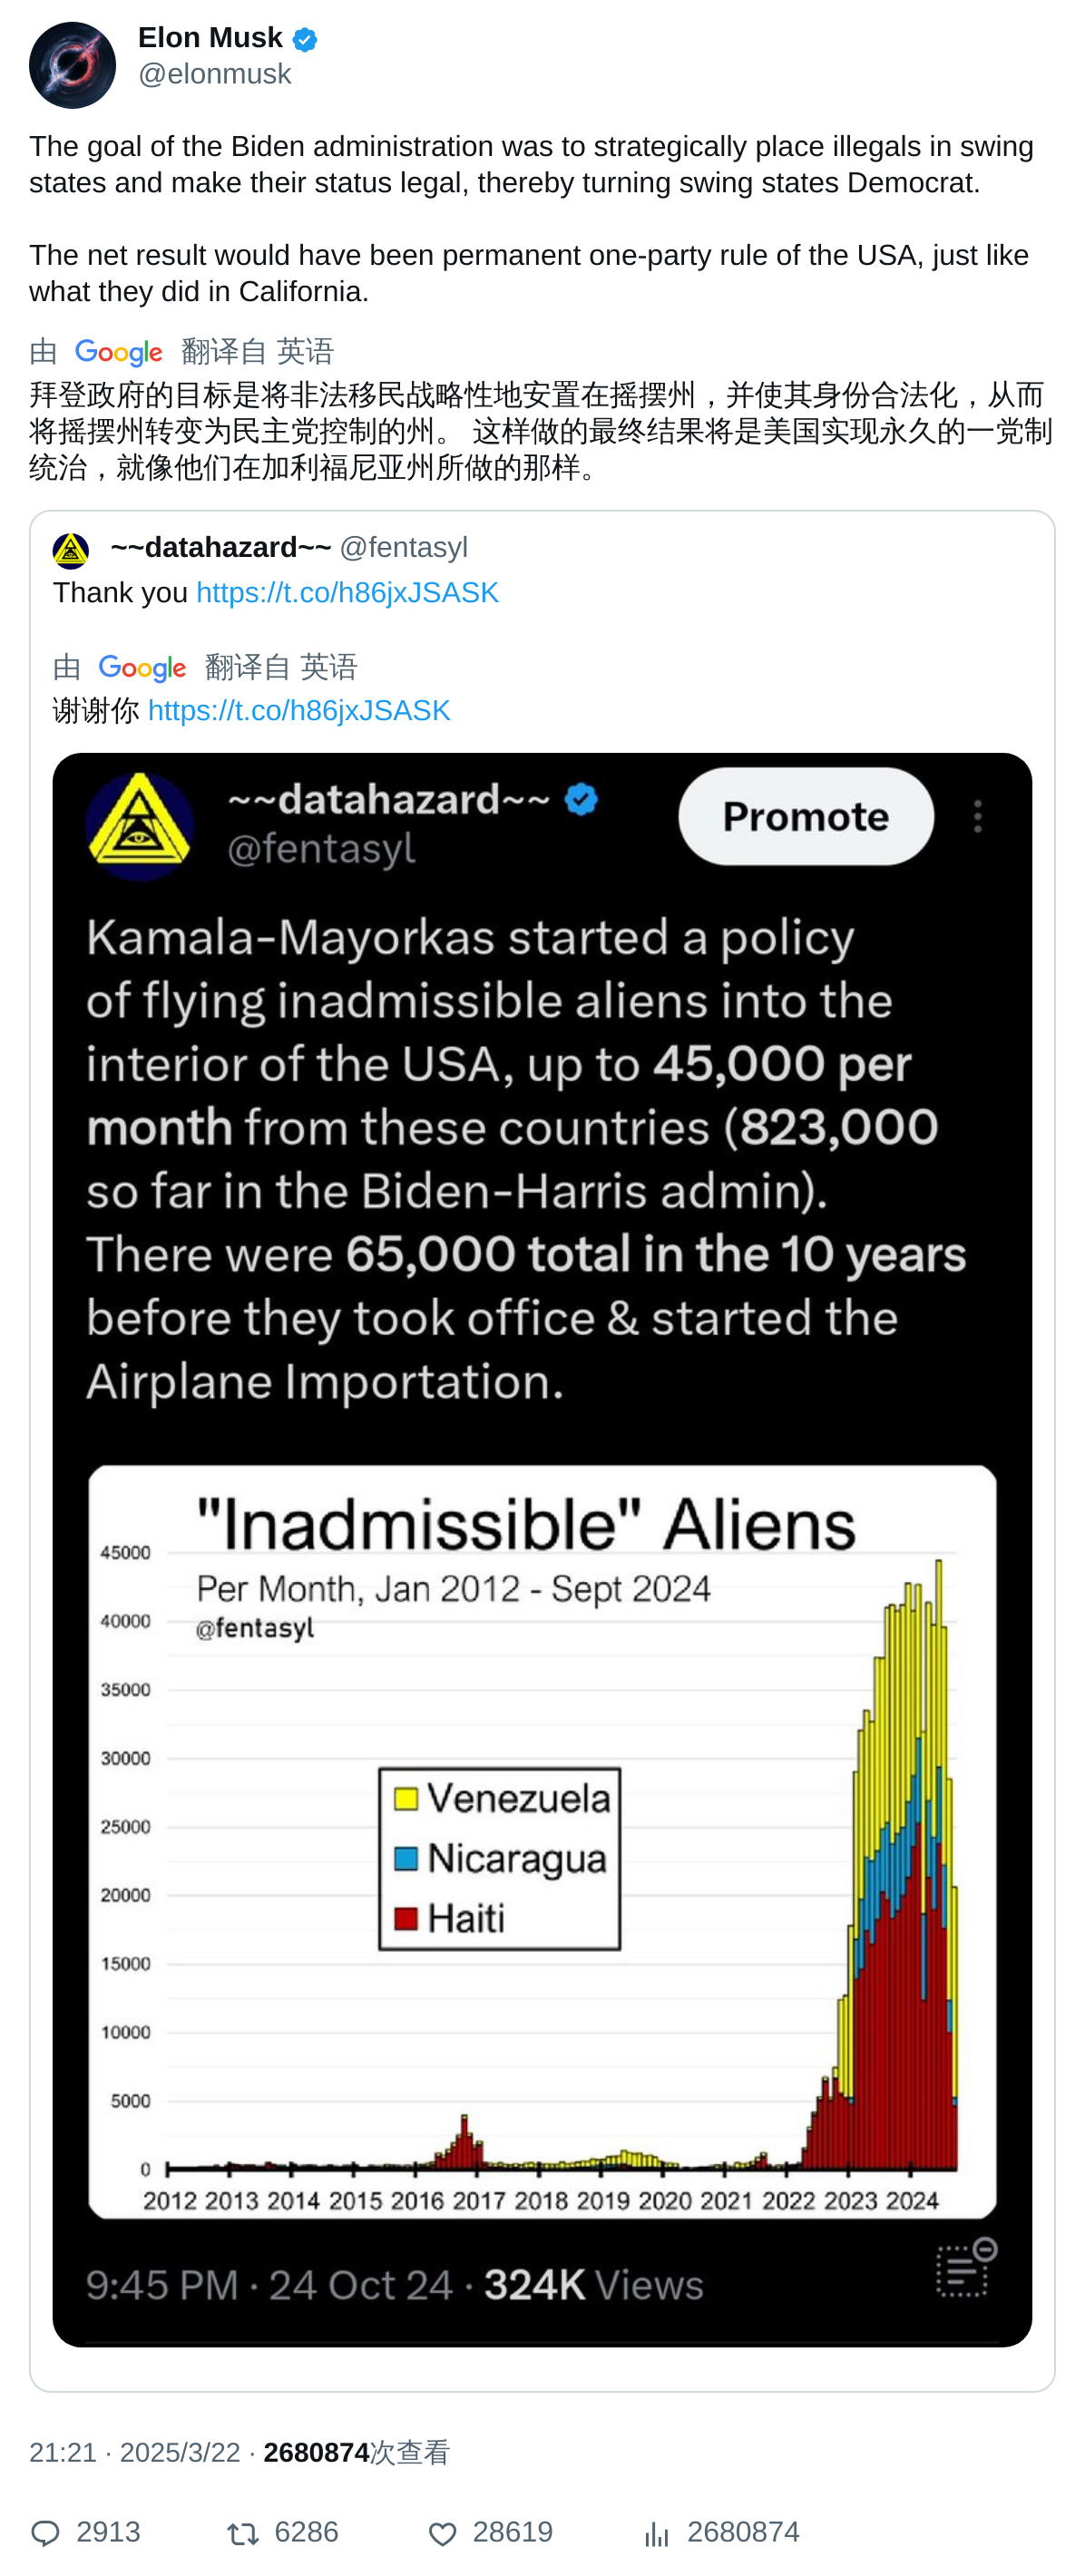 Elon Musk
@elonmusk
The goal of the Biden administration was to strategically place illegals in swing
states and make their status legal, thereby turning swing states Democrat.
The net result would have been permanent one-party rule of the USA, just like
what they did in California.
由 Google 翻译自 英语
拜登政府的目标是将非法移民战略性地安置在摇摆州，并使其身份合法化，从而
将摇摆州转变为民主党控制的州。 这样做的最终结果将是美国实现永久的一党制
统治，就像他们在加利福尼亚州所做的那样。
~~datahazard~~ @fentasyl
Thank you https://t.co/h86jxJSASK
由 Google 翻译自 英语
谢谢你 https://t.co/h86jxJSASK
~~datahazard~~
Promote
@fentasyl
Kamala-Mayorkas started a policy
of flying inadmissible aliens into the
interior of the USA, up to 45,000 per
month from these countries (823,000
so far in the Biden-Harris admin).
There were 65,000 total in the 10 years
before they took office & started the
Airplane Importation.
"Inadmissible" Aliens
Per Month, Jan 2012 - Sept 2024
@fentasyl
45000
40000
35000
30000
25000
20000
15000
10000
5000
0
Venezuela
Nicaragua
Haiti
2012 2013 2014 2015 2016 2017 2018 2019 2020 2021 2022 2023 2024
9:45 PM · 24 Oct 24 · 324K Views
21:21 · 2025/3/22 · 2680874次查看
2913 6286 28619 2680874